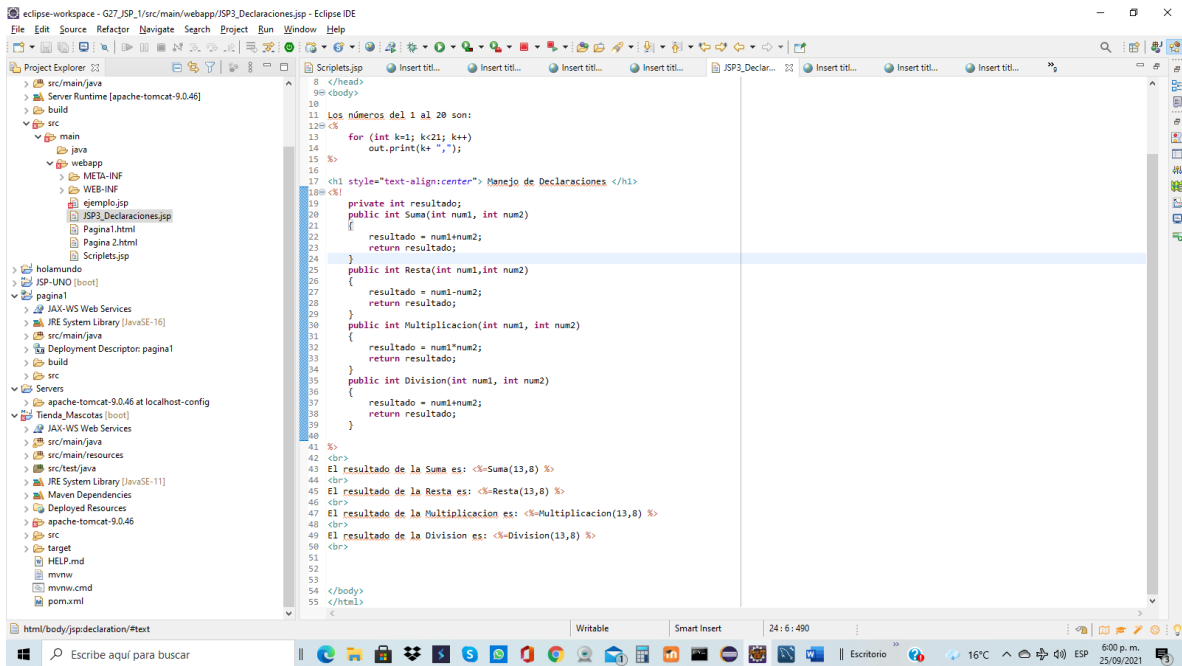 eclipse-workspace - G27_JSP_1/src/main/webapp/JSP3_Declaraciones.jsp - Eclipse IDE
File Edit Source Refactor Navigate Search Project Run Window Help
Project Explorer
src/main/java
Server Runtime [apache-tomcat-9.0.46]
build
src
main
java
webapp
META-INF
WEB-INF
ejemplo.jsp
JSP3_Declaraciones.jsp
Pagina1.html
Pagina 2.html
Scriplets.jsp
holamundo
JSP-UNO [boot]
pagina1
JAX-WS Web Services
JRE System Library [JavaSE-16]
src/main/java
Deployment Descriptor: pagina1
build
src
Servers
apache-tomcat-9.0.46 at localhost-config
Tienda_Mascotas [boot]
JAX-WS Web Services
src/main/java
src/main/resources
src/test/java
JRE System Library [JavaSE-11]
Maven Dependencies
Deployed Resources
apache-tomcat-9.0.46
src
target
HELP.md
mvnw
mvnw.cmd
pom.xml
Scriplets.jsp Insert titl... Insert titl... Insert titl... Insert titl... JSP3_Declar... Insert titl... Insert titl... Insert titl... »9
8 </head>
9 <body>
10
11 Los números del 1 al 20 son:
12 <%
13 for (int k=1; k<21; k++)
14 out.print(k+ ",");
15 %>
16
17 <h1 style="text-align:center"> Manejo de Declaraciones </h1>
18 <%!
19 private int resultado;
20 public int Suma(int num1, int num2)
21 {
22 resultado = num1+num2;
23 return resultado;
24 }
25 public int Resta(int num1,int num2)
26 {
27 resultado = num1-num2;
28 return resultado;
29 }
30 public int Multiplicacion(int num1, int num2)
31 {
32 resultado = num1*num2;
33 return resultado;
34 }
35 public int Division(int num1, int num2)
36 {
37 resultado = num1+num2;
38 return resultado;
39 }
40
41 %>
42 <br>
43 El resultado de la Suma es: <%=Suma(13,8) %>
44 <br>
45 El resultado de la Resta es: <%=Resta(13,8) %>
46 <br>
47 El resultado de la Multiplicacion es: <%=Multiplicacion(13,8) %>
48 <br>
49 El resultado de la Division es: <%=Division(13,8) %>
50 <br>
51
52
53
54 </body>
55 </html>
html/body/jsp:declaration/#text Writable Smart Insert 24 : 6 : 490
Escribe aquí para buscar
Escritorio » 16°C ESP 6:00 p. m.
25/09/2021 3